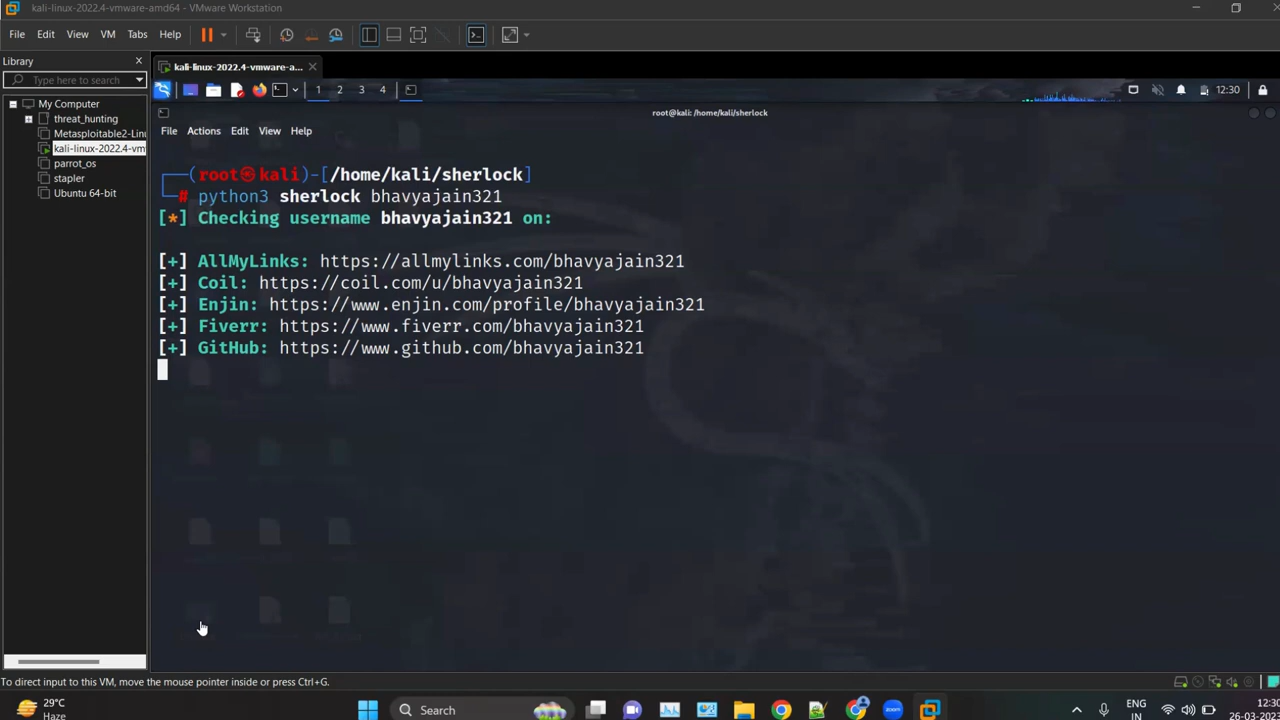 kali-linux-2022.4-vmware-amd64 - VMware Workstation
File Edit View VM Tabs Help
Library
Type here to search
My Computer
threat_hunting
Metasploitable2-Linu
kali-linux-2022.4-vm
parrot_os
stapler
Ubuntu 64-bit
kali-linux-2022.4-vmware-a...
1 2 3 4
12:30
root@kali: /home/kali/sherlock
File Actions Edit View Help
(root㉿kali)-[/home/kali/sherlock]
# python3 sherlock bhavyajain321
[*] Checking username bhavyajain321 on:
[+] AllMyLinks: https://allmylinks.com/bhavyajain321
[+] Coil: https://coil.com/u/bhavyajain321
[+] Enjin: https://www.enjin.com/profile/bhavyajain321
[+] Fiverr: https://www.fiverr.com/bhavyajain321
[+] GitHub: https://www.github.com/bhavyajain321
To direct input to this VM, move the mouse pointer inside or press Ctrl+G.
29°C
Haze
Search
zoom
ENG
IN
12:30
26-03-2023